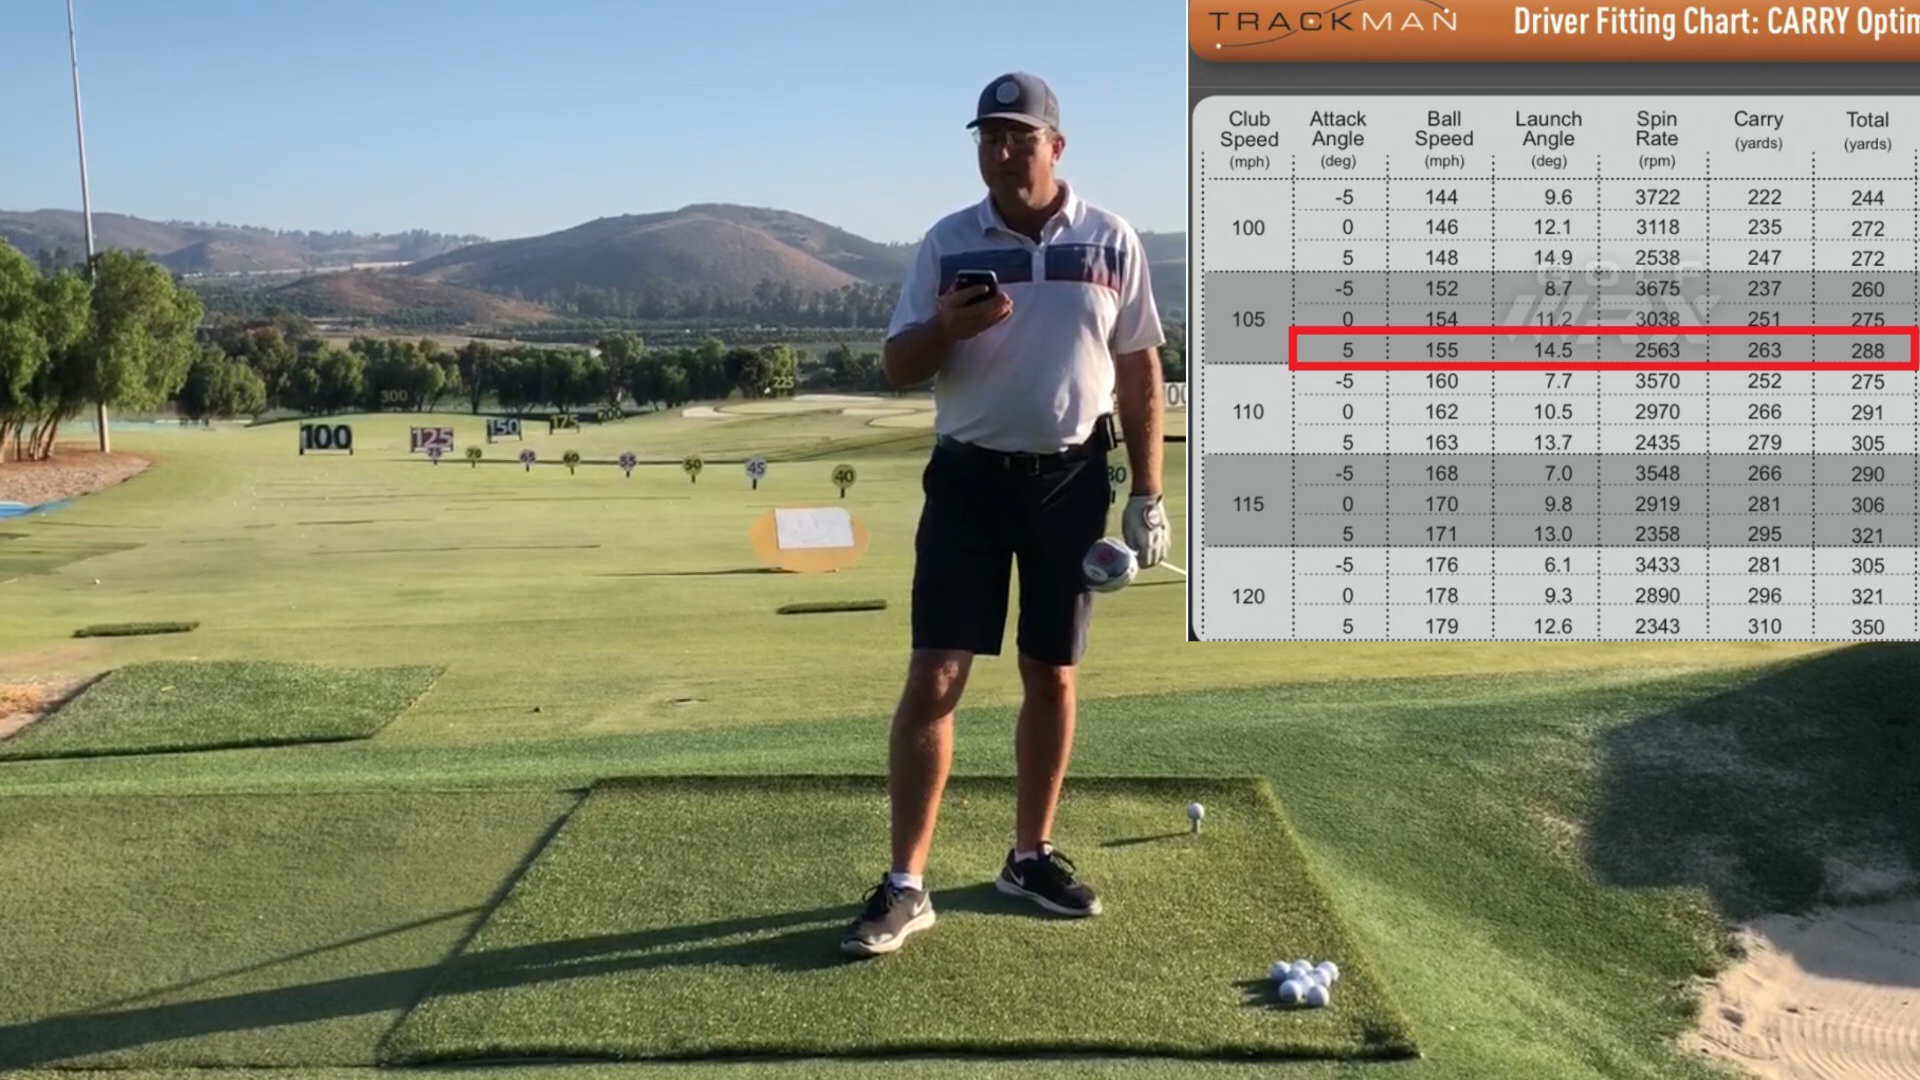 TRACKMAN Driver Fitting Chart: CARRY Optim
Club Speed (mph) Attack Angle (deg) Ball Speed (mph) Launch Angle (deg) Spin Rate (rpm) Carry (yards) Total (yards)
-5 144 9.6 3722 222 244
100 0 146 12.1 3118 235 272
5 148 14.9 2538 247 272
-5 152 8.7 3675 237 260
105 0 154 11.2 3038 251 275
5 155 14.5 2563 263 288
-5 160 7.7 3570 252 275
110 0 162 10.5 2970 266 291
5 163 13.7 2435 279 305
-5 168 7.0 3548 266 290
115 0 170 9.8 2919 281 306
5 171 13.0 2358 295 321
-5 176 6.1 3433 281 305
120 0 178 9.3 2890 296 321
5 179 12.6 2343 310 350
GOLF
WRX
300 225
100 125 150 175 200
75 70 65 60 55 50 45 40